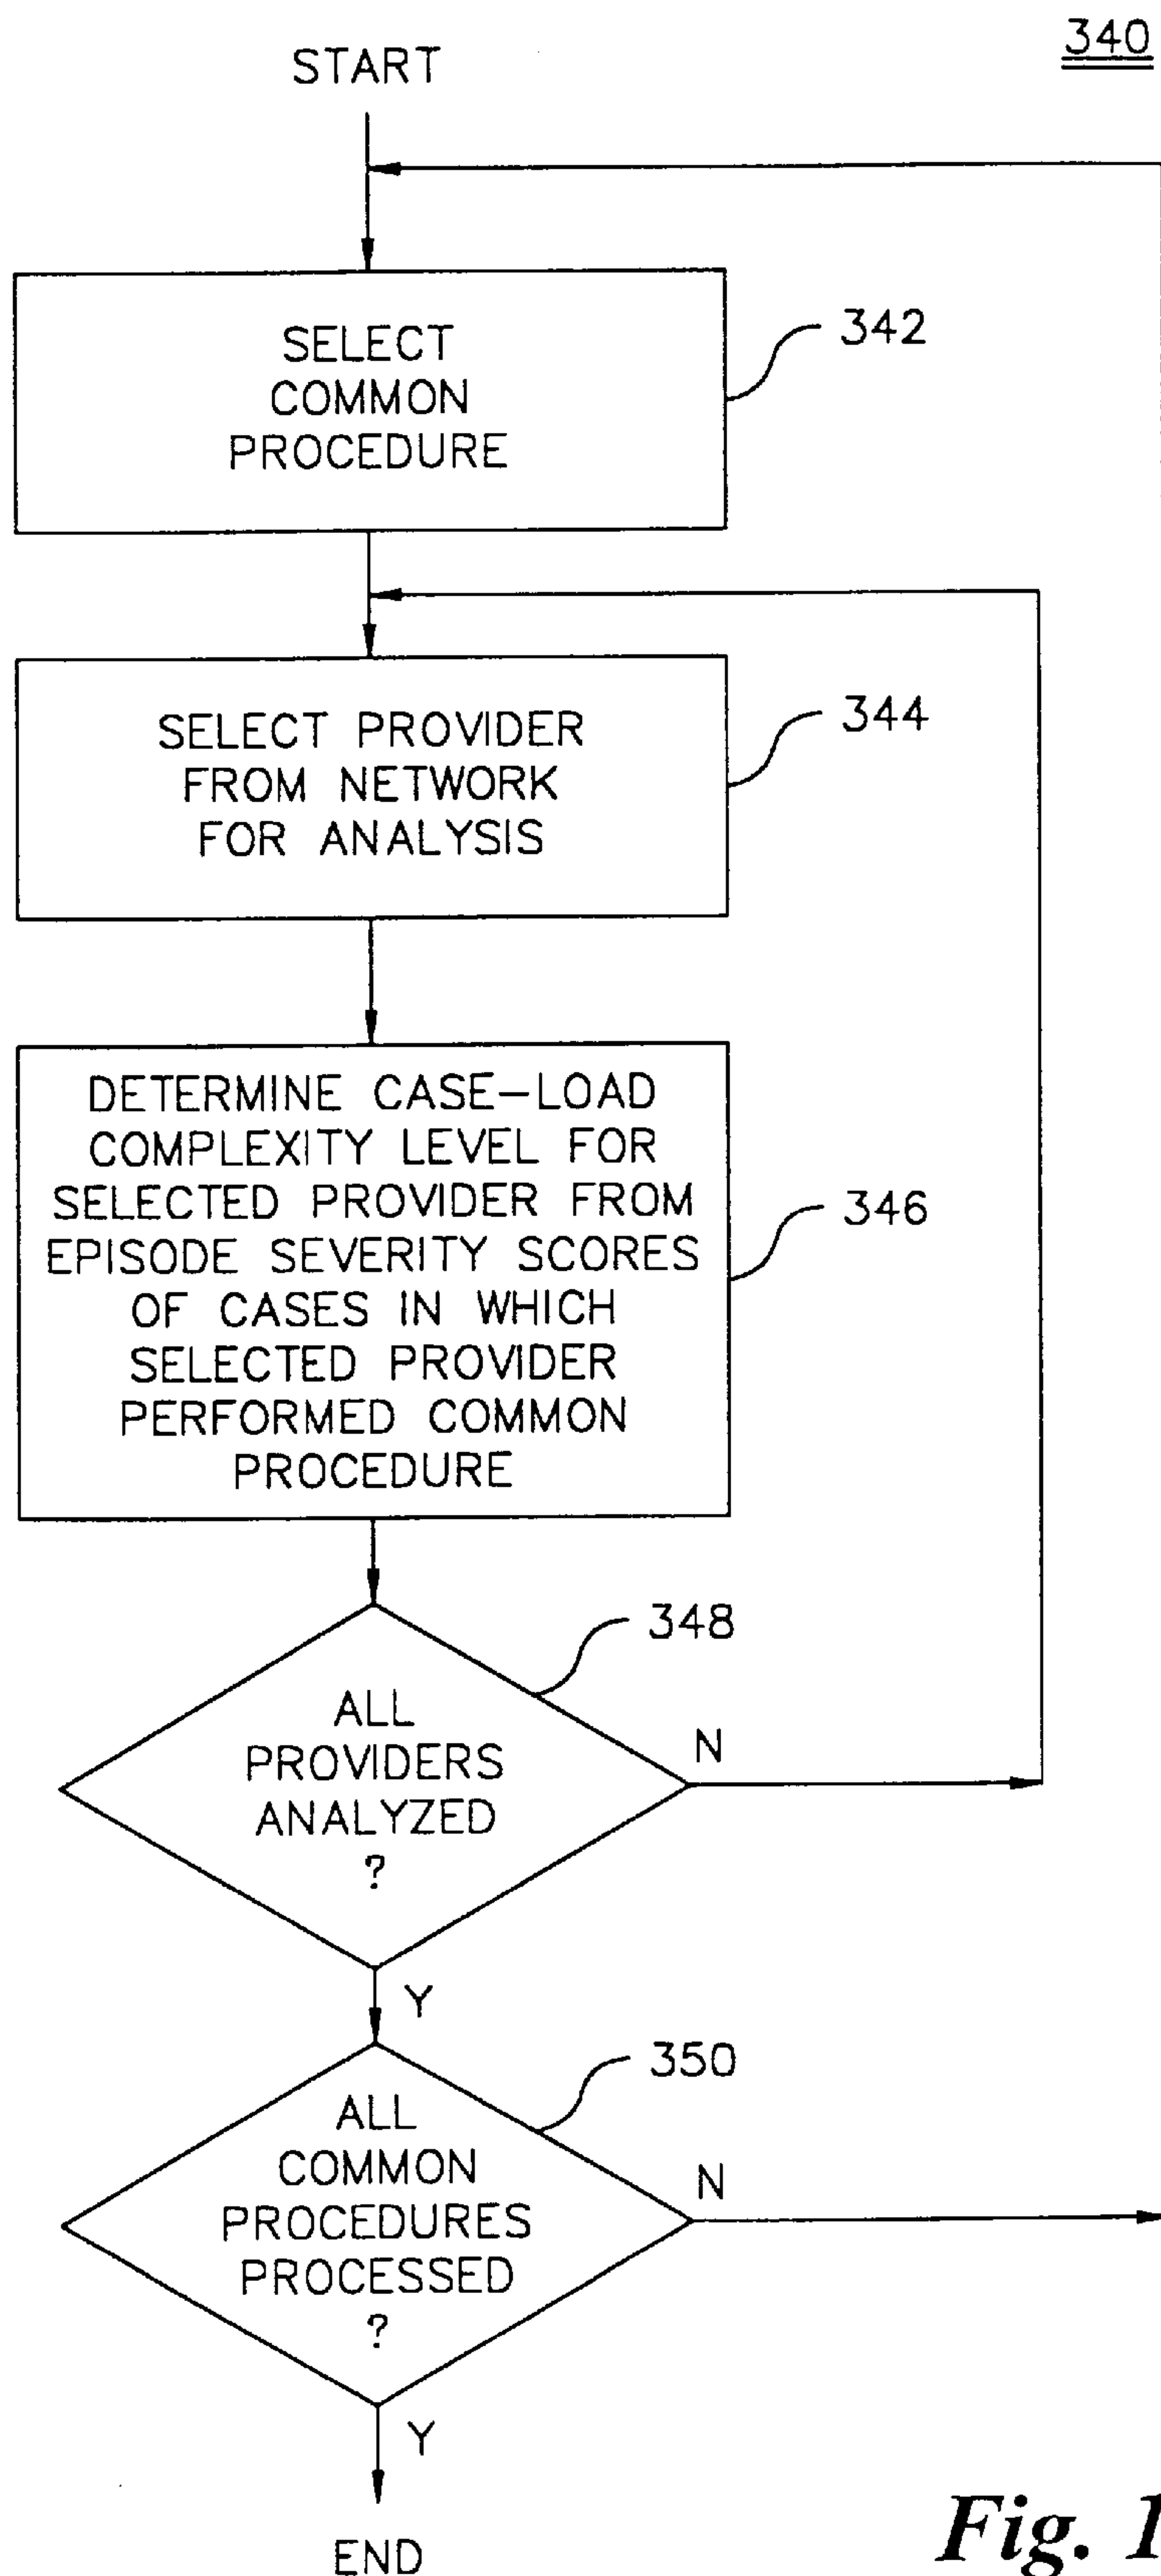 340
START
SELECT
COMMON
PROCEDURE
342
SELECT PROVIDER
FROM NETWORK
FOR ANALYSIS
344
DETERMINE CASE-LOAD
COMPLEXITY LEVEL FOR
SELECTED PROVIDER FROM
EPISODE SEVERITY SCORES
OF CASES IN WHICH
SELECTED PROVIDER
PERFORMED COMMON
PROCEDURE
346
348
ALL
PROVIDERS
ANALYZED
?
N
Y
350
ALL
COMMON
PROCEDURES
PROCESSED
?
N
Y
END
Fig. 1